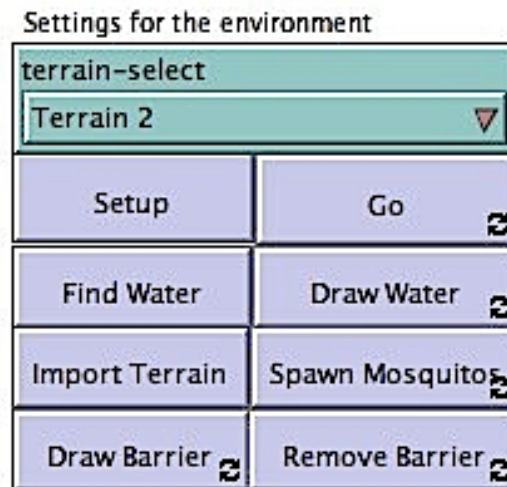 Settings for the environment
terrain-select
Terrain 2
Setup
Go
Find Water
Draw Water
Import Terrain
Spawn Mosquitos
Draw Barrier
Remove Barrier